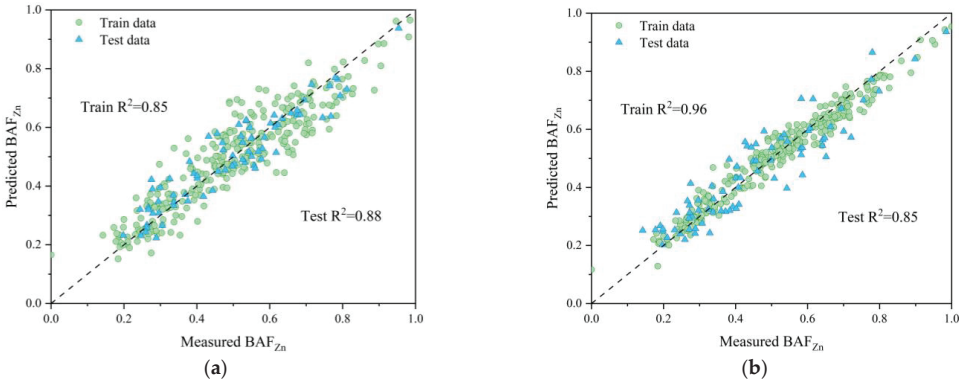 1.0
Train data
Test data
0.8
Train R²=0.85
0.6
Predicted BAF_Zn
0.4
Test R²=0.88
0.2
0.0
0.0 0.2 0.4 0.6 0.8 1.0
Measured BAF_Zn
(a)
1.0
Train data
Test data
0.8
Train R²=0.96
0.6
Predicted BAF_Zn
0.4
Test R²=0.85
0.2
0.0
0.0 0.2 0.4 0.6 0.8 1.0
Measured BAF_Zn
(b)